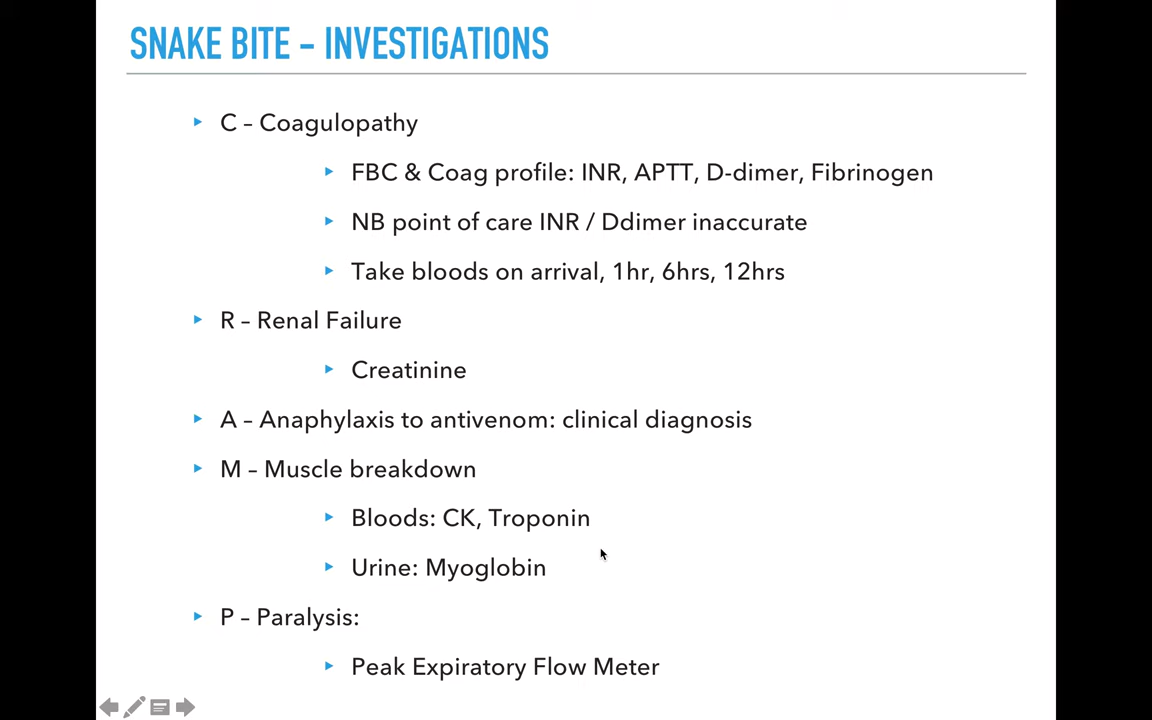 SNAKE BITE – INVESTIGATIONS
C – Coagulopathy
FBC & Coag profile: INR, APTT, D-dimer, Fibrinogen
NB point of care INR / Ddimer inaccurate
Take bloods on arrival, 1hr, 6hrs, 12hrs
R – Renal Failure
Creatinine
A – Anaphylaxis to antivenom: clinical diagnosis
M – Muscle breakdown
Bloods: CK, Troponin
Urine: Myoglobin
P – Paralysis:
Peak Expiratory Flow Meter